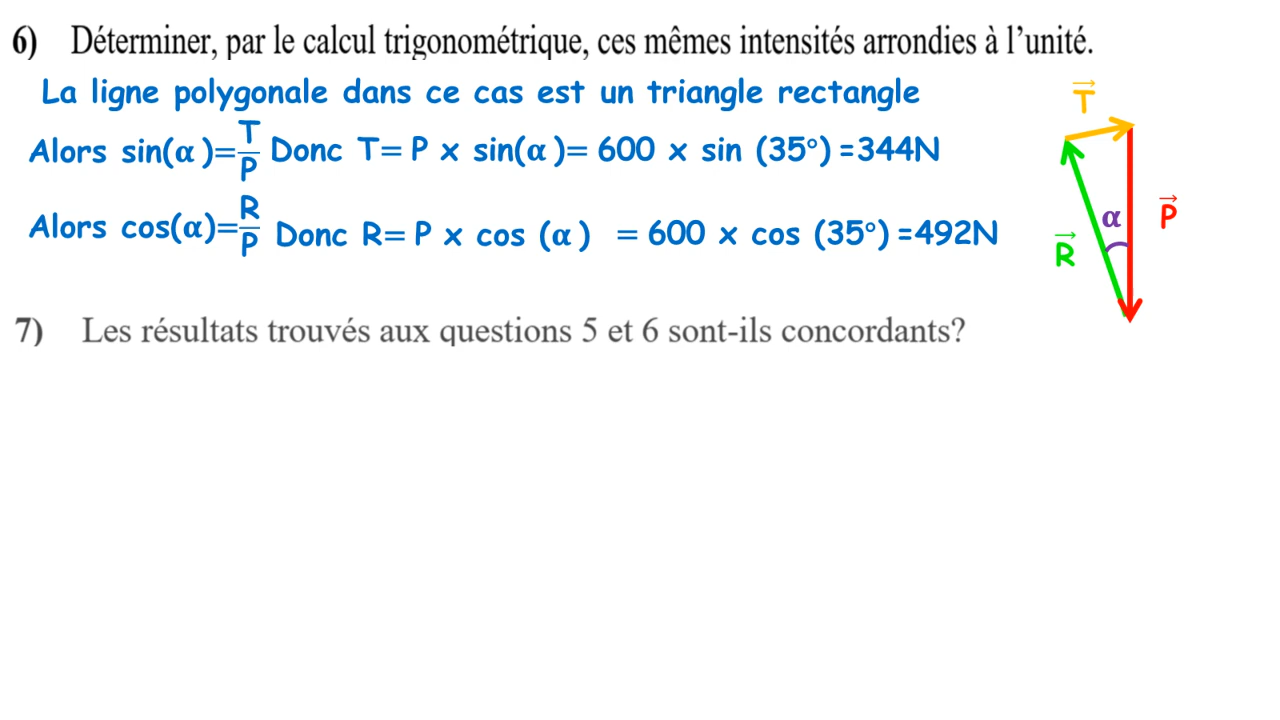 6) Déterminer, par le calcul trigonométrique, ces mêmes intensités arrondies à l'unité.
La ligne polygonale dans ce cas est un triangle rectangle
Alors sin(α)=T/P Donc T= P x sin(α)= 600 x sin (35°) =344N
Alors cos(α)=R/P Donc R= P x cos (α) = 600 x cos (35°) =492N
T
α
P
R
7) Les résultats trouvés aux questions 5 et 6 sont-ils concordants?